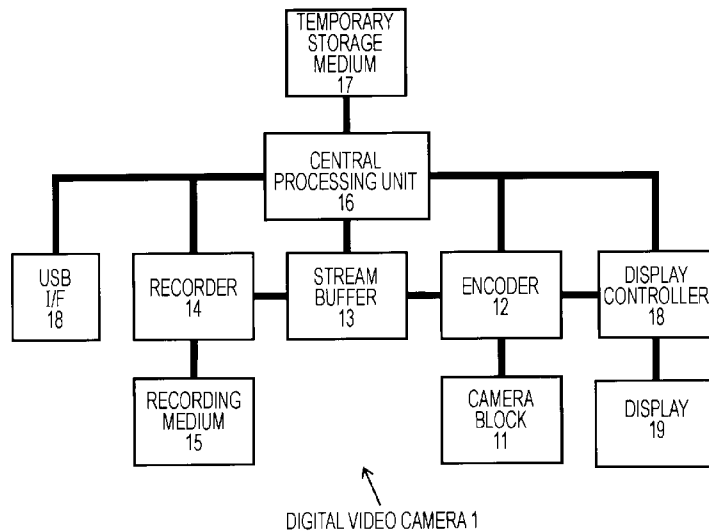 TEMPORARY
STORAGE
MEDIUM
17
CENTRAL
PROCESSING UNIT
16
USB
I/F
18
RECORDER
14
STREAM
BUFFER
13
ENCODER
12
DISPLAY
CONTROLLER
18
RECORDING
MEDIUM
15
CAMERA
BLOCK
11
DISPLAY
19
DIGITAL VIDEO CAMERA 1